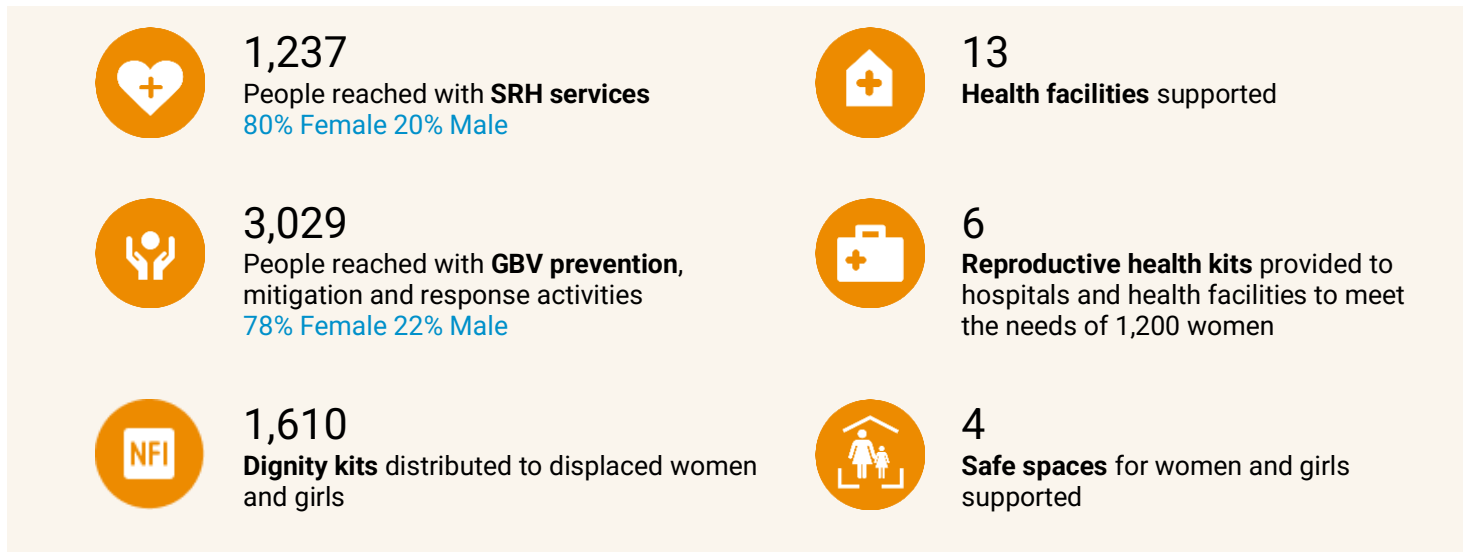 1,237
People reached with SRH services
80% Female 20% Male
13
Health facilities supported
3,029
People reached with GBV prevention,
mitigation and response activities
78% Female 22% Male
6
Reproductive health kits provided to
hospitals and health facilities to meet
the needs of 1,200 women
NFI
1,610
Dignity kits distributed to displaced women
and girls
4
Safe spaces for women and girls
supported